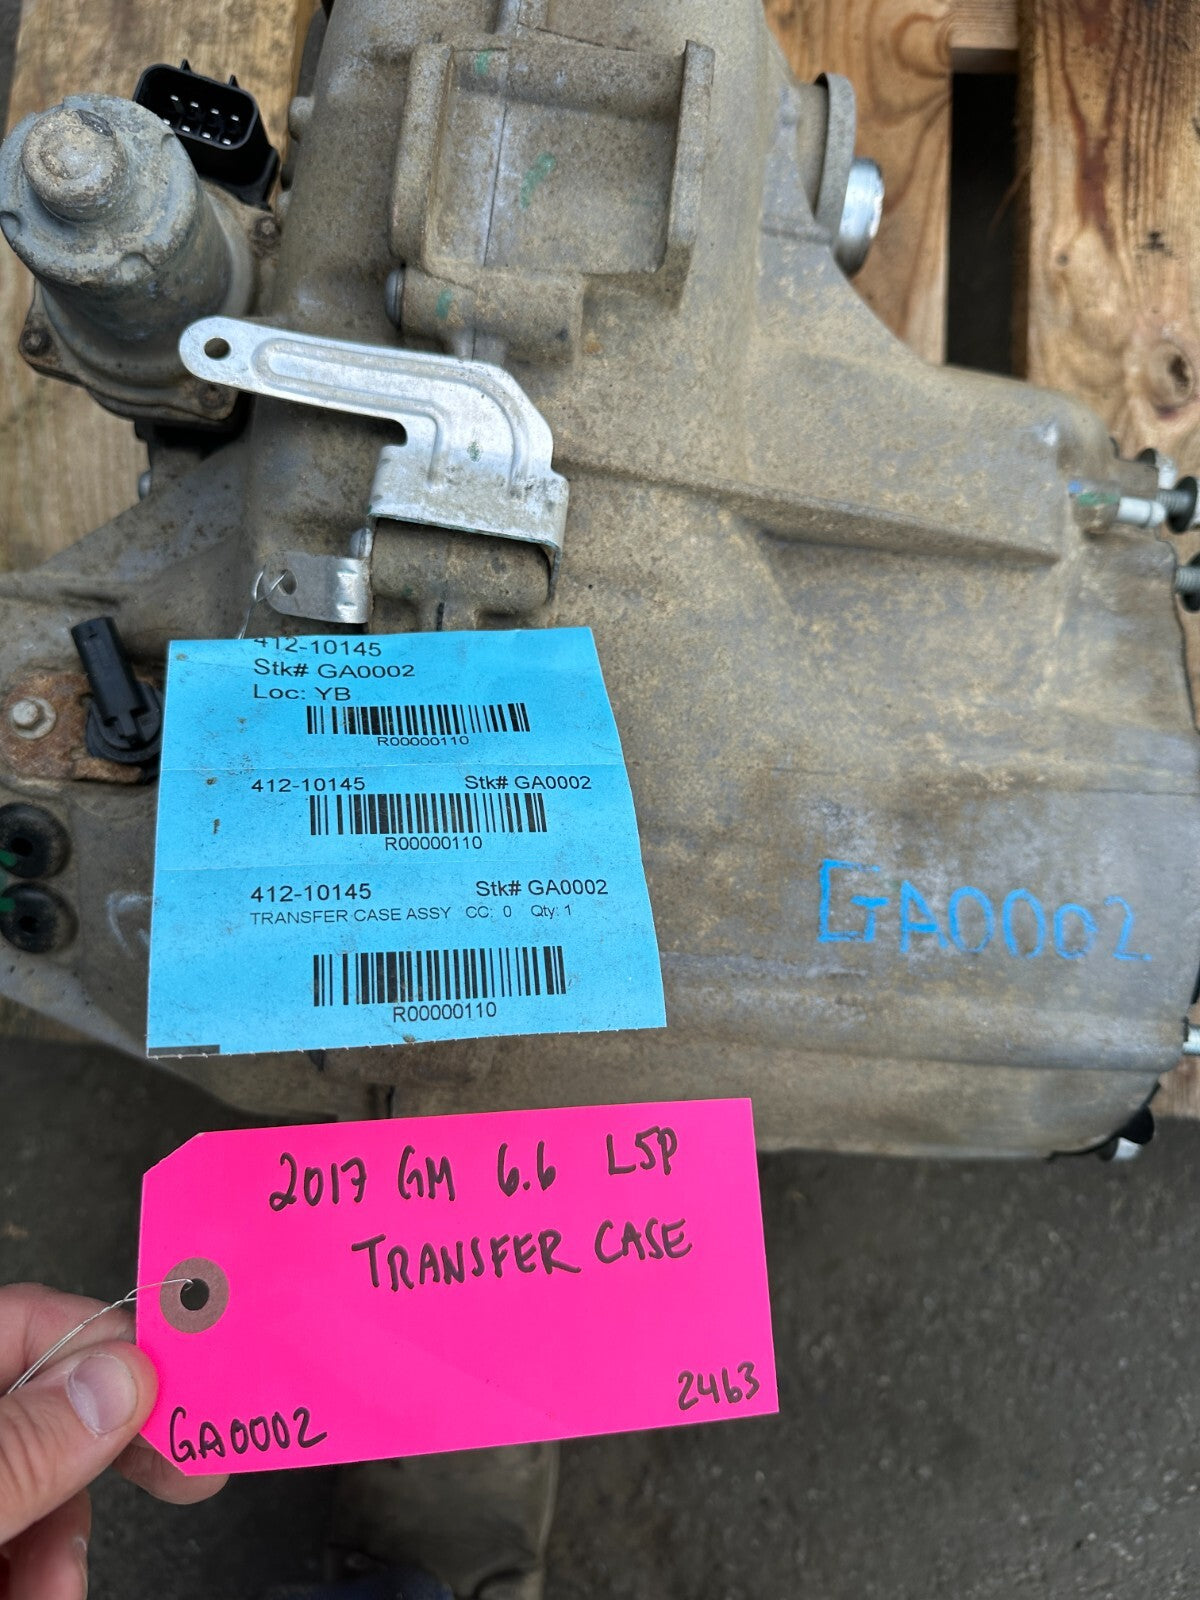 412-10145
Stk# GA0002
Loc: YB
R00000110
412-10145 Stk# GA0002
R00000110
412-10145 Stk# GA0002
TRANSFER CASE ASSY CC: 0 Qty: 1
R00000110
GA0002
2017 GM 6.6 L5P
TRANSFER CASE
2463
GA0002